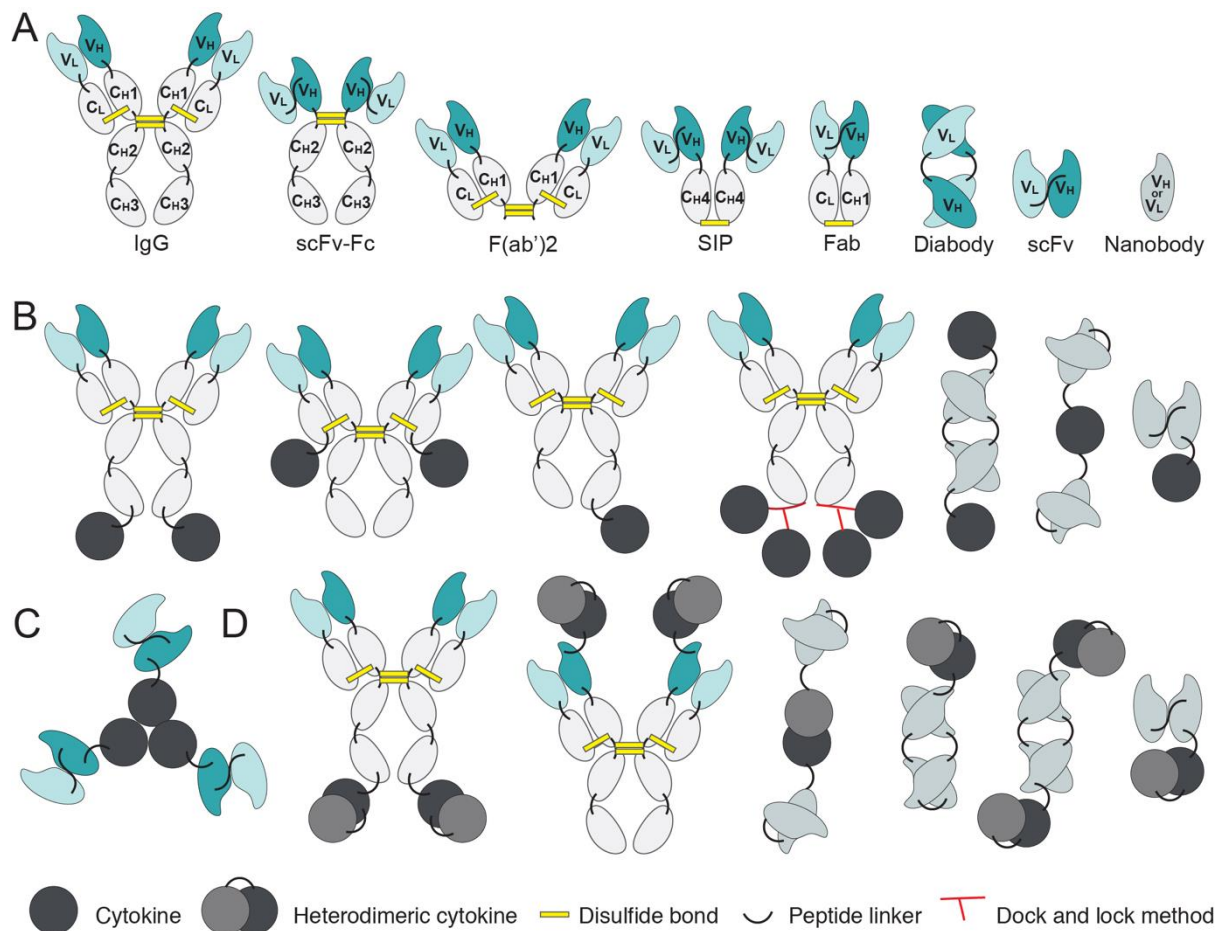 A
VL VH VH VL
CL CH1 CH1 CL
CH2 CH2
CH3 CH3
IgG
VL VH VH VL
CH2 CH2
CH3 CH3
scFv-Fc
VL VH VH VL
CL CH1 CH1 CL
F(ab')2
VL VH VH VL
CH4 CH4
SIP
VL VH
CL CH1
Fab
VL
VH
Diabody
VL VH
scFv
VH
or
VL
Nanobody
B
C
D
Cytokine
Heterodimeric cytokine
Disulfide bond
Peptide linker
Dock and lock method